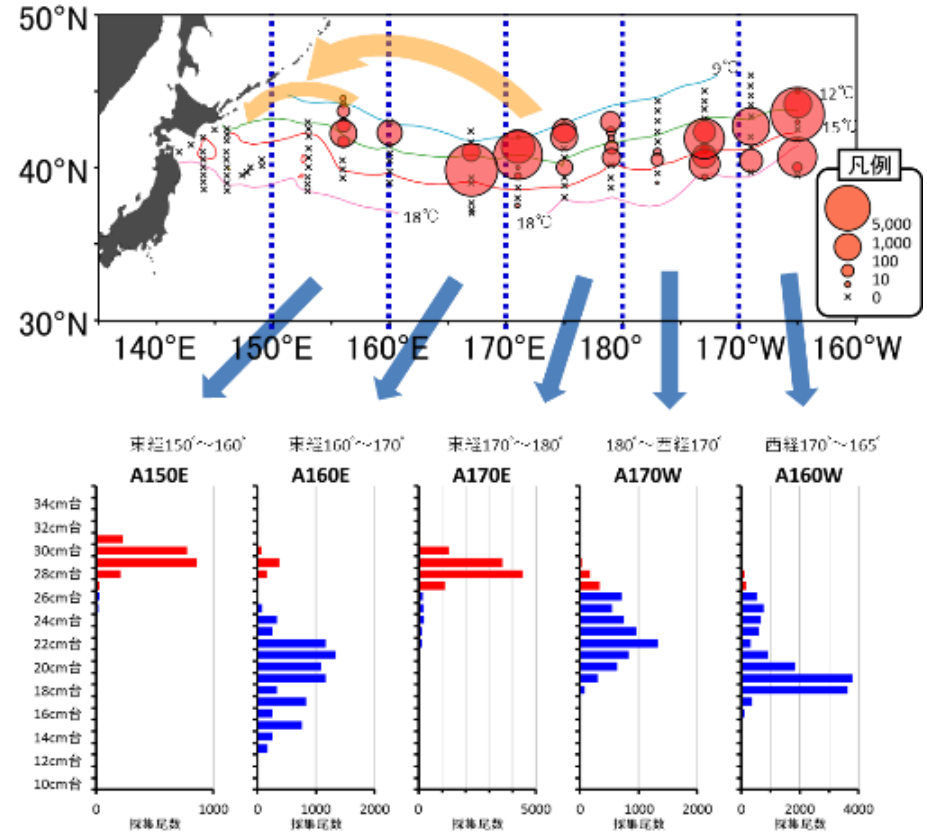 50°N
40°N
30°N
9℃
12℃
15℃
18℃
18℃
凡例
5,000
1,000
100
10
× 0
140°E 150°E 160°E 170°E 180° 170°W 160°W
東経150°～160° 東経160°～170° 東経170°～180° 180°～西経170° 西経170°～165°
A150E A160E A170E A170W A160W
34cm台
32cm台
30cm台
28cm台
26cm台
24cm台
22cm台
20cm台
18cm台
16cm台
14cm台
12cm台
10cm台
0 1000 0 1000 2000 0 5000 0 1000 2000 0 2000 4000
採集尾数 採集尾数 採集尾数 採集尾数 採集尾数